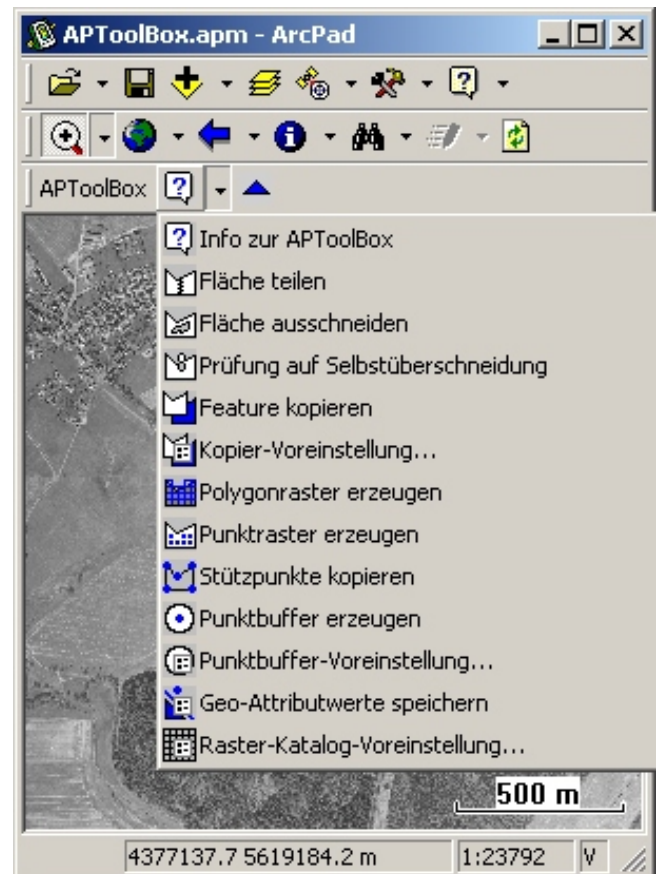 APToolBox.apm - ArcPad
APToolBox
Info zur APToolBox
Fläche teilen
Fläche ausschneiden
Prüfung auf Selbstüberschneidung
Feature kopieren
Kopier-Voreinstellung...
Polygonraster erzeugen
Punktraster erzeugen
Stützpunkte kopieren
Punktbuffer erzeugen
Punktbuffer-Voreinstellung...
Geo-Attributwerte speichern
Raster-Katalog-Voreinstellung...
500 m
4377137.7 5619184.2 m 1:23792 V